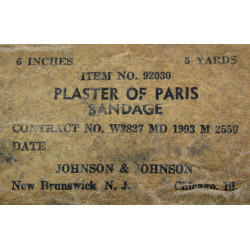 6 INCHES 5 YARDS
ITEM NO. 92030
PLASTER OF PARIS
BANDAGE
CONTRACT NO. W2827 MD 1993 M 2550
DATE
JOHNSON & JOHNSON
New Brunswick N. J. Chicago, Ill.